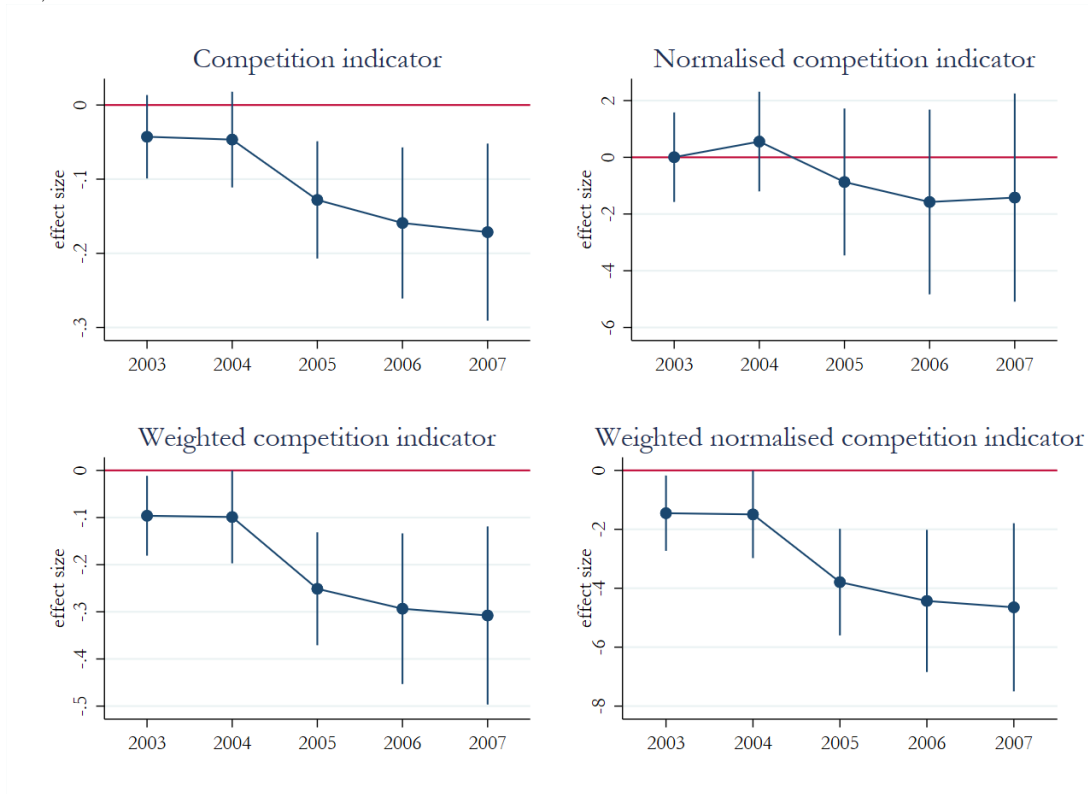 Competition indicator
effect size
0
-.1
-.2
-.3
2003 2004 2005 2006 2007
Normalised competition indicator
effect size
2
0
-2
-4
-6
2003 2004 2005 2006 2007
Weighted competition indicator
effect size
0
-.1
-.2
-.3
-.4
-.5
2003 2004 2005 2006 2007
Weighted normalised competition indicator
effect size
0
-2
-4
-6
-8
2003 2004 2005 2006 2007